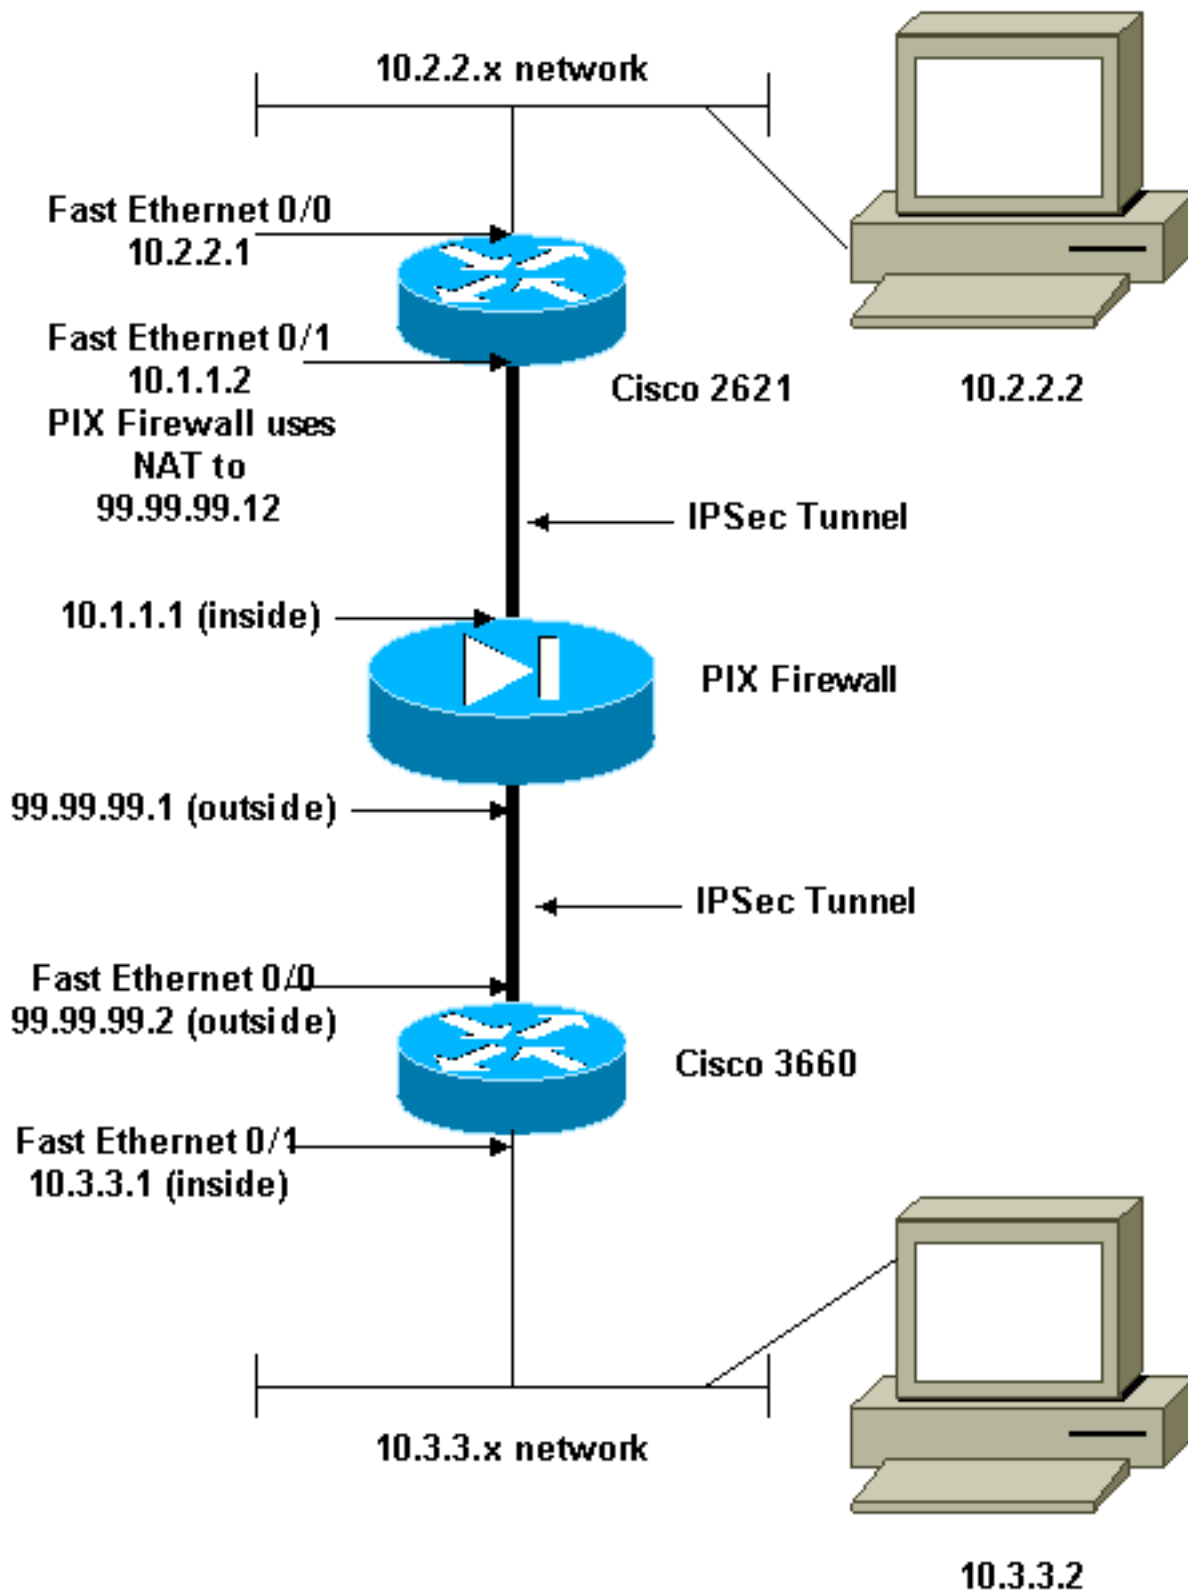 10.2.2.x network
Fast Ethernet 0/0
10.2.2.1
Fast Ethernet 0/1
10.1.1.2
PIX Firewall uses
NAT to
99.99.99.12
Cisco 2621
10.2.2.2
IPSec Tunnel
10.1.1.1 (inside)
PIX Firewall
99.99.99.1 (outside)
IPSec Tunnel
Fast Ethernet 0/0
99.99.99.2 (outside)
Cisco 3660
Fast Ethernet 0/1
10.3.3.1 (inside)
10.3.3.x network
10.3.3.2